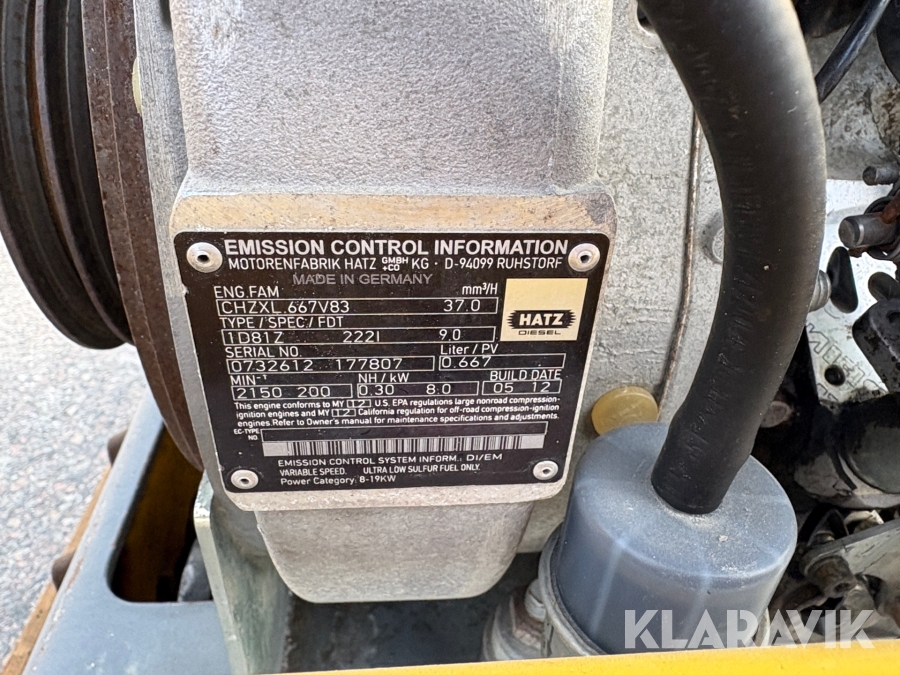 EMISSION CONTROL INFORMATION
MOTORENFABRIK HATZ GMBH +CO KG · D-94099 RUHSTORF
MADE IN GERMANY
ENG.FAM mm³/H
CHZXL.667V83 37.0
TYPE / SPEC / FDT
1D81Z 222I 9.0
HATZ
DIESEL
SERIAL NO. Liter / PV
0732612 177807 0.667
MIN-¹ NH / kW BUILD DATE
2150 200 0.30 8.0 05 12
This engine conforms to MY 12 U.S. EPA regulations large nonroad compression-
ignition engines and MY 12 California regulation for off-road compression-ignition
engines. Refer to Owner's manual for maintenance specifications and adjustments.
EC-TYPE
NO.
EMISSION CONTROL SYSTEM INFORM.: DI/EM
VARIABLE SPEED. ULTRA LOW SULFUR FUEL ONLY.
Power Category: 8-19KW
KLARAVIK